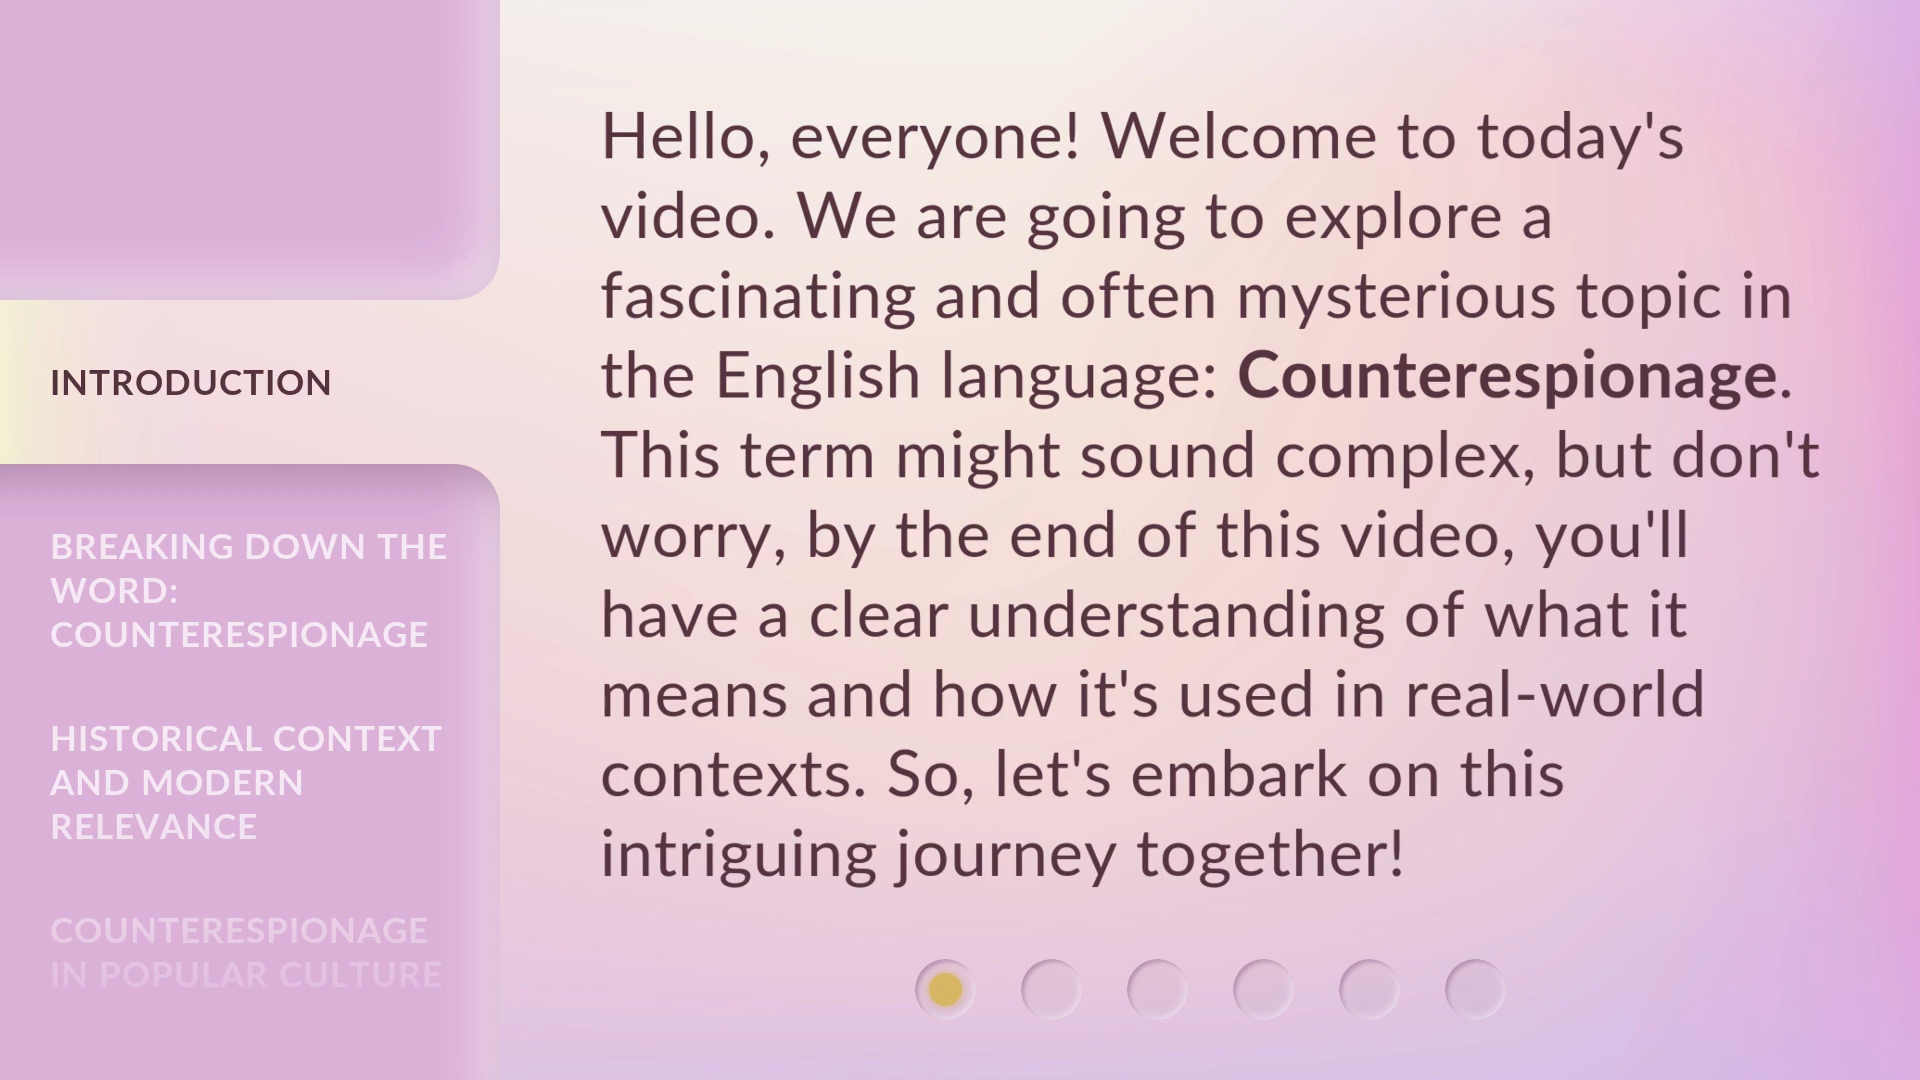 INTRODUCTION
BREAKING DOWN THE
WORD:
COUNTERESPIONAGE
HISTORICAL CONTEXT
AND MODERN
RELEVANCE
COUNTERESPIONAGE
IN POPULAR CULTURE
Hello, everyone! Welcome to today's
video. We are going to explore a
fascinating and often mysterious topic in
the English language: Counterespionage.
This term might sound complex, but don't
worry, by the end of this video, you'll
have a clear understanding of what it
means and how it's used in real-world
contexts. So, let's embark on this
intriguing journey together!